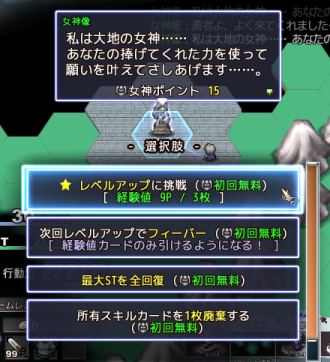 女神像
私は大地の女神……
あなたの捧げてくれた力を使って
願いを叶えてさしあげます……。
女神ポイント 15
- 選択肢 -
★ レベルアップに挑戦 (初回無料)
[ 経験値 9P / 3枚 ]
次回レベルアップでフィーバー (初回無料)
[ 経験値カードのみ引けるようになる! ]
最大STを全回復 (初回無料)
所有スキルカードを1枚廃棄する
(初回無料)
行動
99